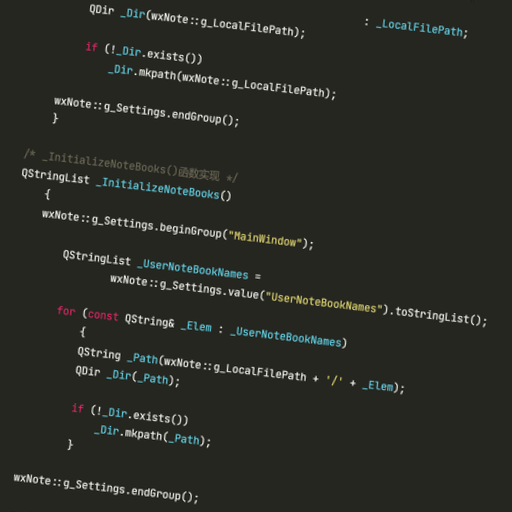 : _LocalFilePath;
QDir _Dir(wxNote::g_LocalFilePath);
if (!_Dir.exists())
_Dir.mkpath(wxNote::g_LocalFilePath);
wxNote::g_Settings.endGroup();
}
/* _InitializeNoteBooks()函数实现 */
QStringList _InitializeNoteBooks()
{
wxNote::g_Settings.beginGroup("MainWindow");
QStringList _UserNoteBookNames =
wxNote::g_Settings.value("UserNoteBookNames").toStringList();
for (const QString& _Elem : _UserNoteBookNames)
{
QString _Path(wxNote::g_LocalFilePath + '/' + _Elem);
QDir _Dir(_Path);
if (!_Dir.exists())
_Dir.mkpath(_Path);
}
wxNote::g_Settings.endGroup();